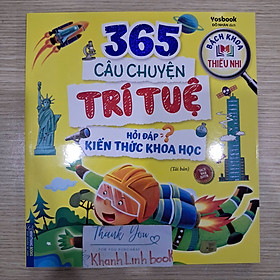 Yosbook
365
BÁCH KHOA
THIẾU NHI
CÂU CHUYỆN
TRÍ TUỆ
HỎI ĐÁP ?
KIẾN THỨC KHOA HỌC
(Tái bản)
Thank You
Khánh Linh book